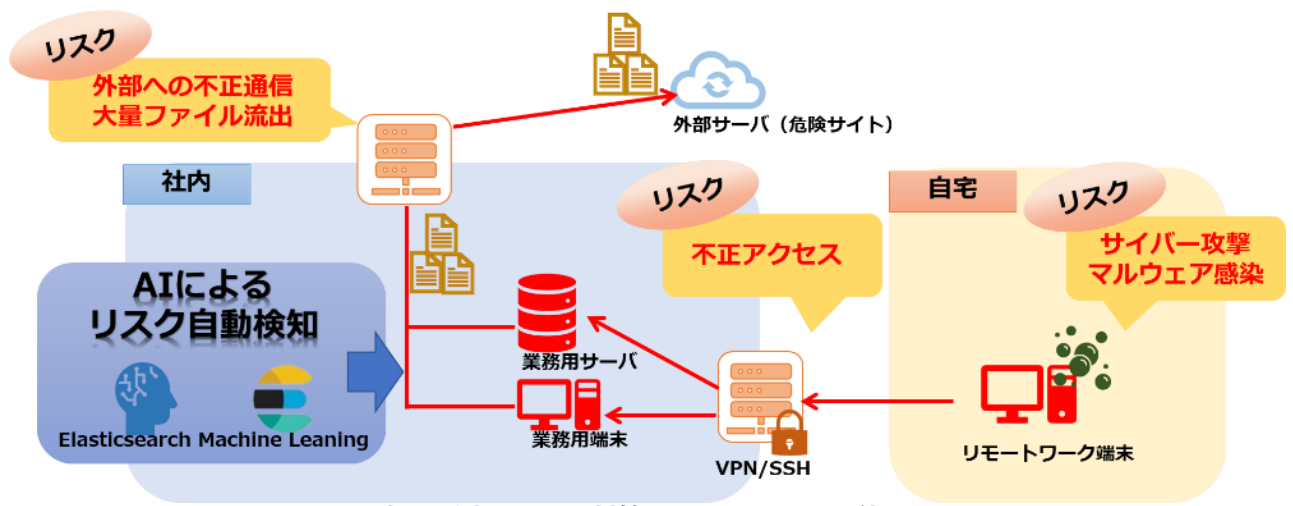 リスク
外部への不正通信
大量ファイル流出
外部サーバ（危険サイト）
社内
リスク
不正アクセス
自宅
リスク
サイバー攻撃
マルウェア感染
AIによる
リスク自動検知
Elasticsearch Machine Leaning
業務用サーバ
業務用端末
VPN/SSH
リモートワーク端末